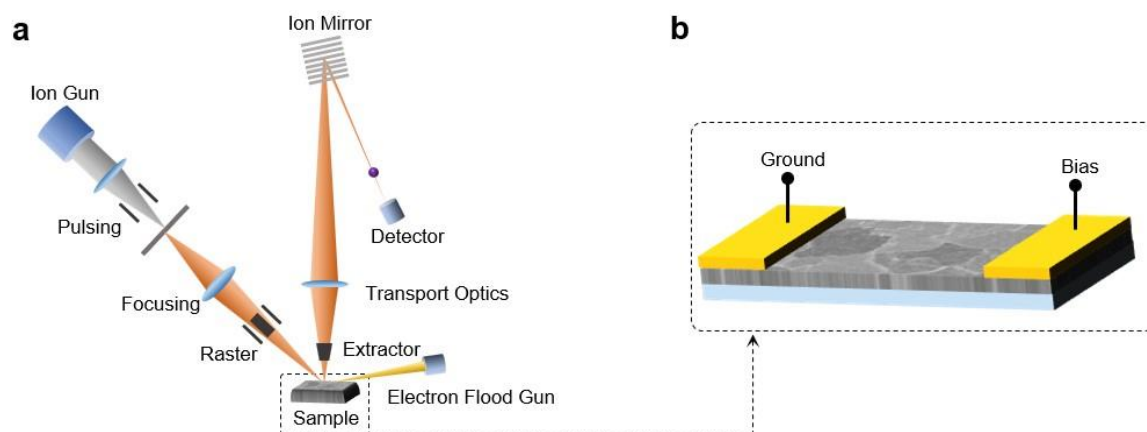 a
Ion Mirror
Ion Gun
Pulsing
Detector
Focusing
Transport Optics
Raster
Extractor
Electron Flood Gun
Sample
b
Ground
Bias